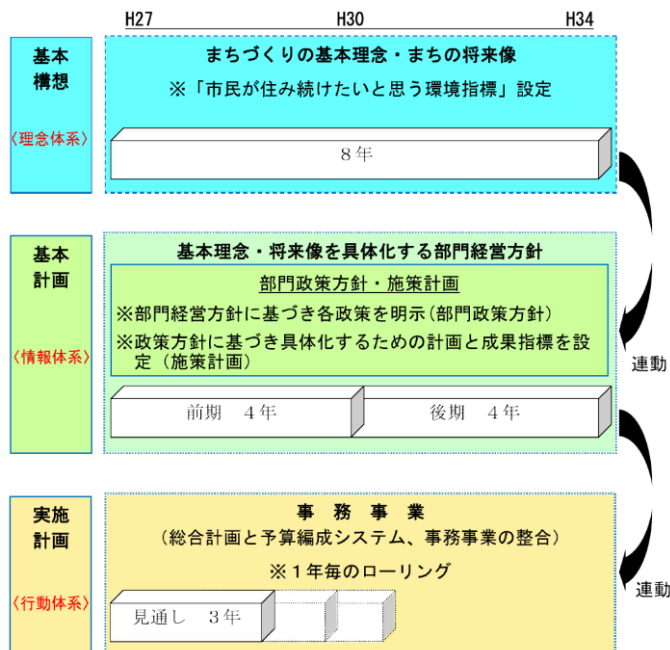 H27 H30 H34
基本
構想
〈理念体系〉
まちづくりの基本理念・まちの将来像
※「市民が住み続けたいと思う環境指標」設定
8年
基本
計画
〈情報体系〉
基本理念・将来像を具体化する部門経営方針
部門政策方針・施策計画
※部門経営方針に基づき各政策を明示(部門政策方針)
※政策方針に基づき具体化するための計画と成果指標を設
定(施策計画)
前期 4年
後期 4年
連動
実施
計画
〈行動体系〉
事務事業
(総合計画と予算編成システム、事務事業の整合)
※1年毎のローリング
見通し 3年
連動